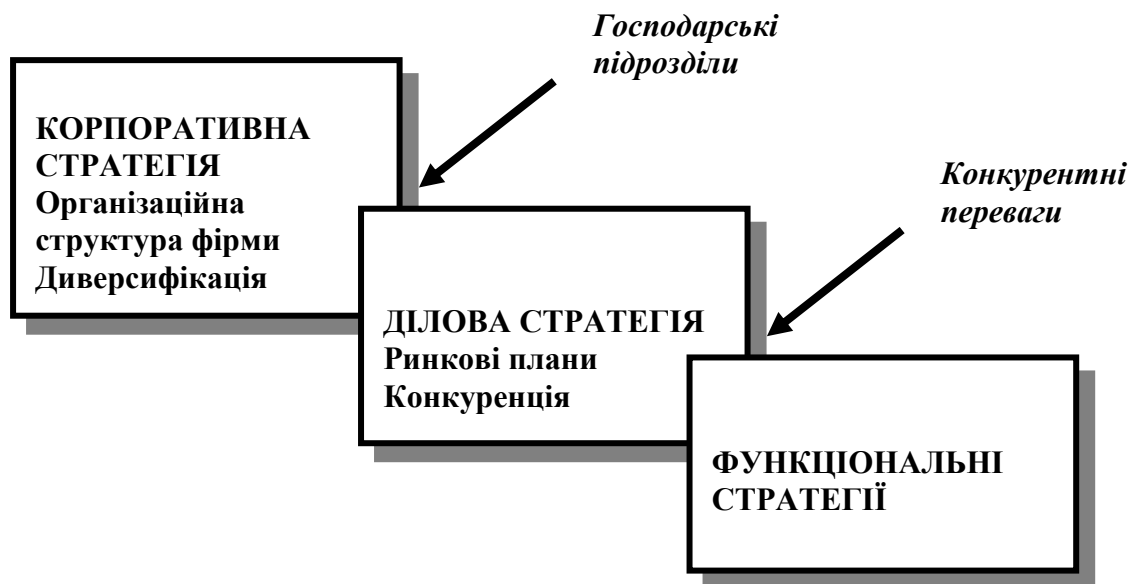 Господарські
підрозділи
КОРПОРАТИВНА
СТРАТЕГІЯ
Організаційна
структура фірми
Диверсифікація
Конкурентні
переваги
ДІЛОВА СТРАТЕГІЯ
Ринкові плани
Конкуренція
ФУНКЦІОНАЛЬНІ
СТРАТЕГІЇ